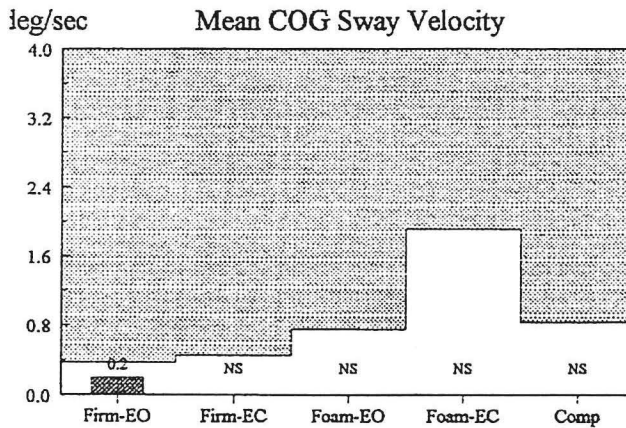 deg/sec Mean COG Sway Velocity
4.0
3.2
2.4
1.6
0.8
0.0
0.2 NS NS NS NS
Firm-EO Firm-EC Foam-EO Foam-EC Comp